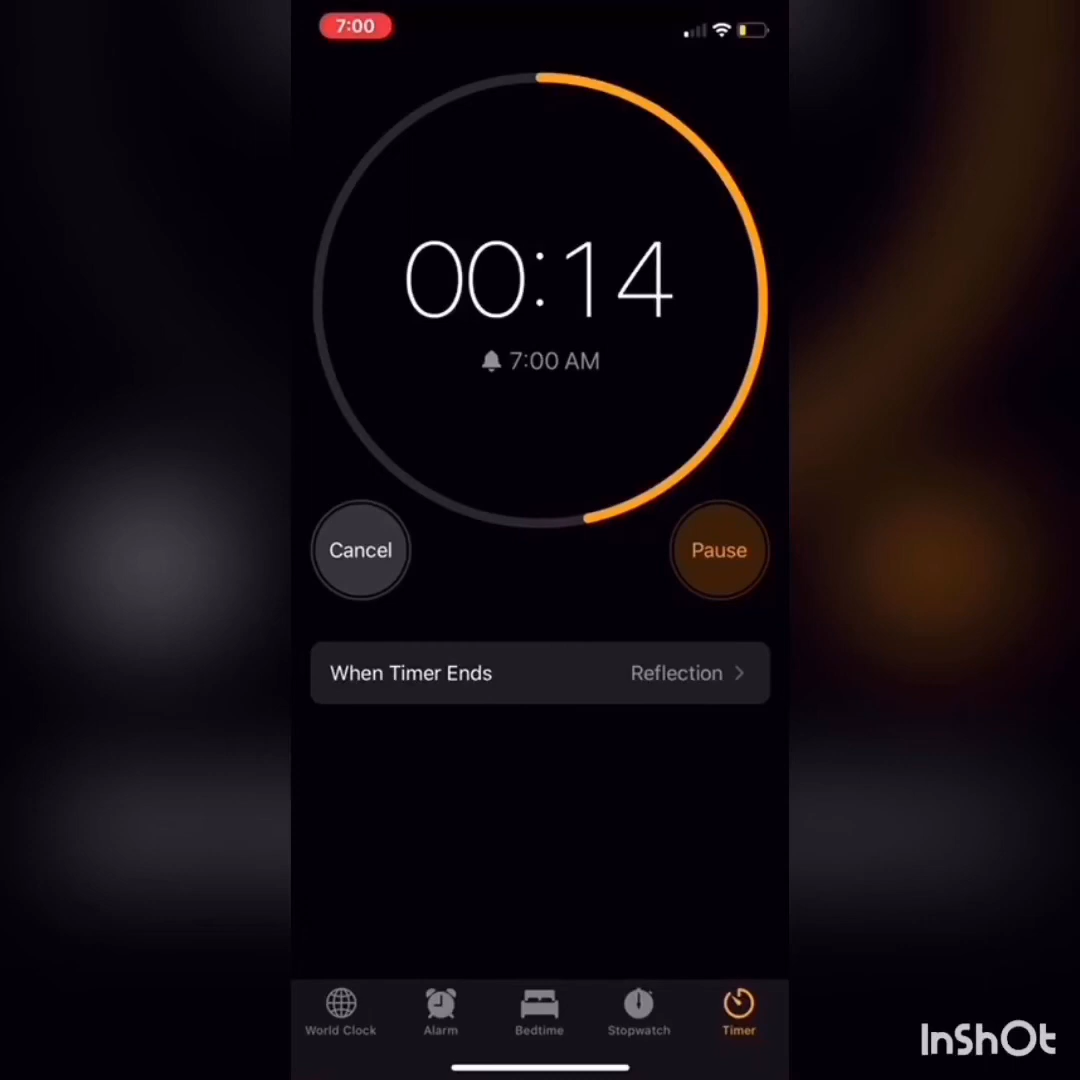 7:00
00:14
7:00 AM
Cancel
Pause
When Timer Ends
Reflection
World Clock
Alarm
Bedtime
Stopwatch
Timer
InShOt